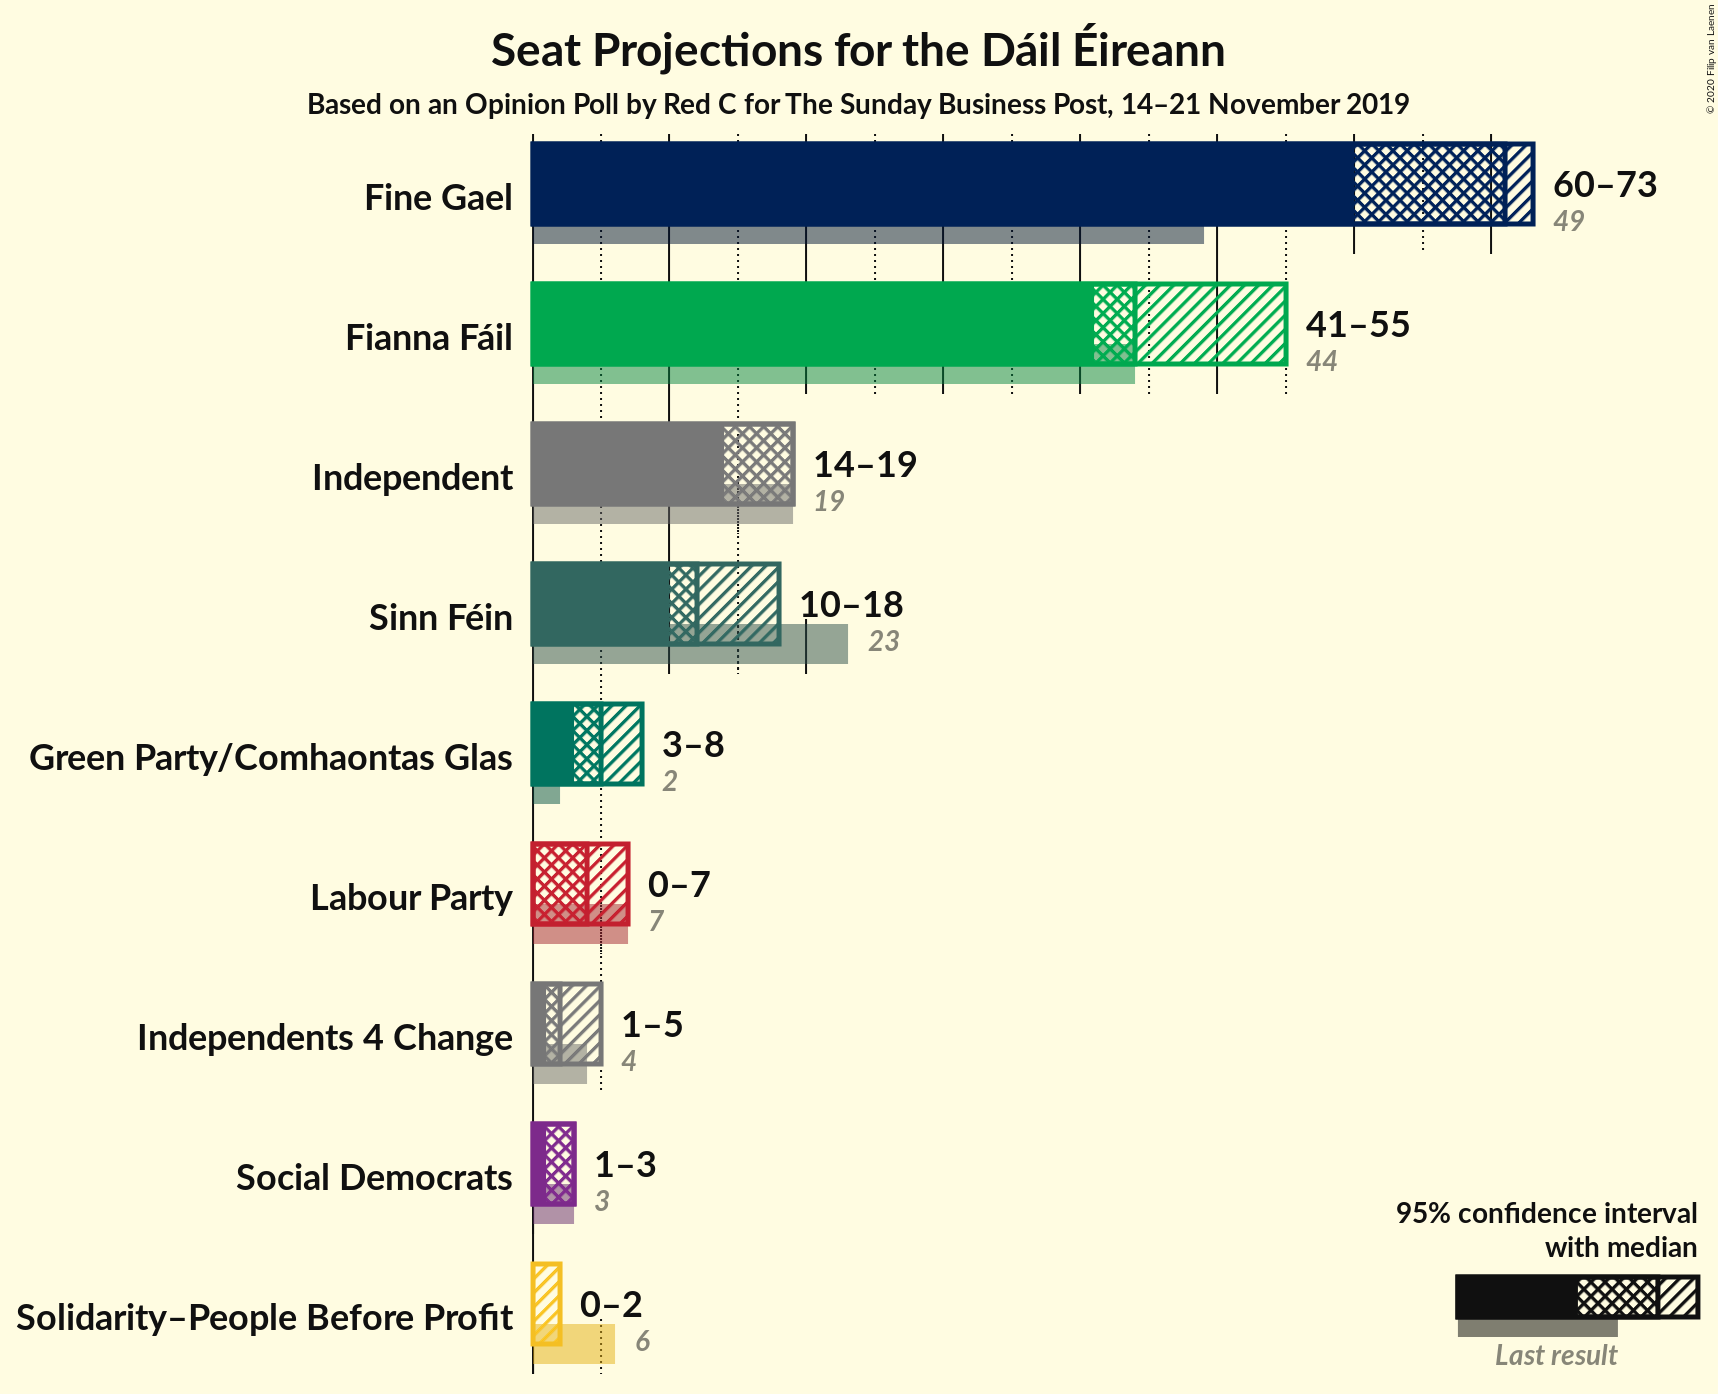 Seat Projections for the Dáil Éireann
Based on an Opinion Poll by Red C for The Sunday Business Post, 14–21 November 2019
© 2020 Filip van Laenen
Fine Gael
60–73
49
Fianna Fáil
41–55
44
Independent
14–19
19
Sinn Féin
10–18
23
Green Party/Comhaontas Glas
3–8
2
Labour Party
0–7
7
Independents 4 Change
1–5
4
Social Democrats
1–3
3
Solidarity–People Before Profit
0–2
6
95% confidence interval
with median
Last result